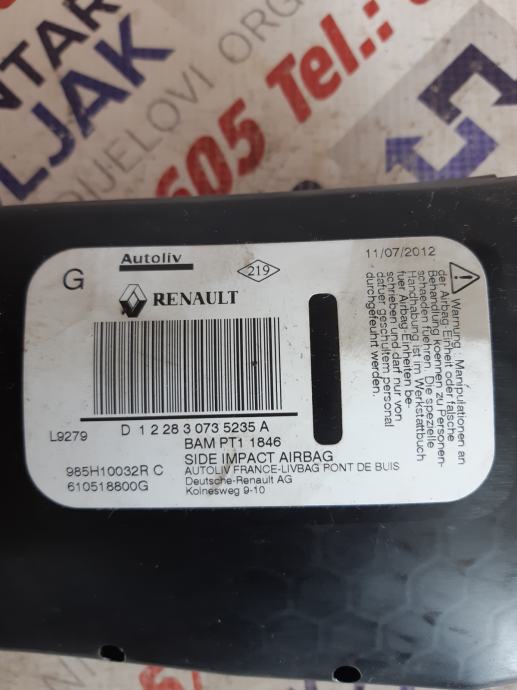 NTAR
LJAK
DIJELOVI ORG
605 Tel.:
G
Autoliv
219
11/07/2012
RENAULT
L9279
D 1 2 28 3 073 5235 A
BAM PT1 1846
SIDE IMPACT AIRBAG
985H10032R C
AUTOLIV FRANCE-LIVBAG PONT DE BUIS
610518800G
Deutsche-Renault AG
Kolnesweg 9-10
Warnung - Manipulationen an
der Airbag-Einheit oder falsche
Behandlung koennen zu Personen-
schaeden fuehren. Die spezielle
Handhabung ist im Werkstattbuch
fuer Airbag-Einheiten be-
schrieben und darf nur von
dafuer geschultem personal
durchgefuehrt werden.